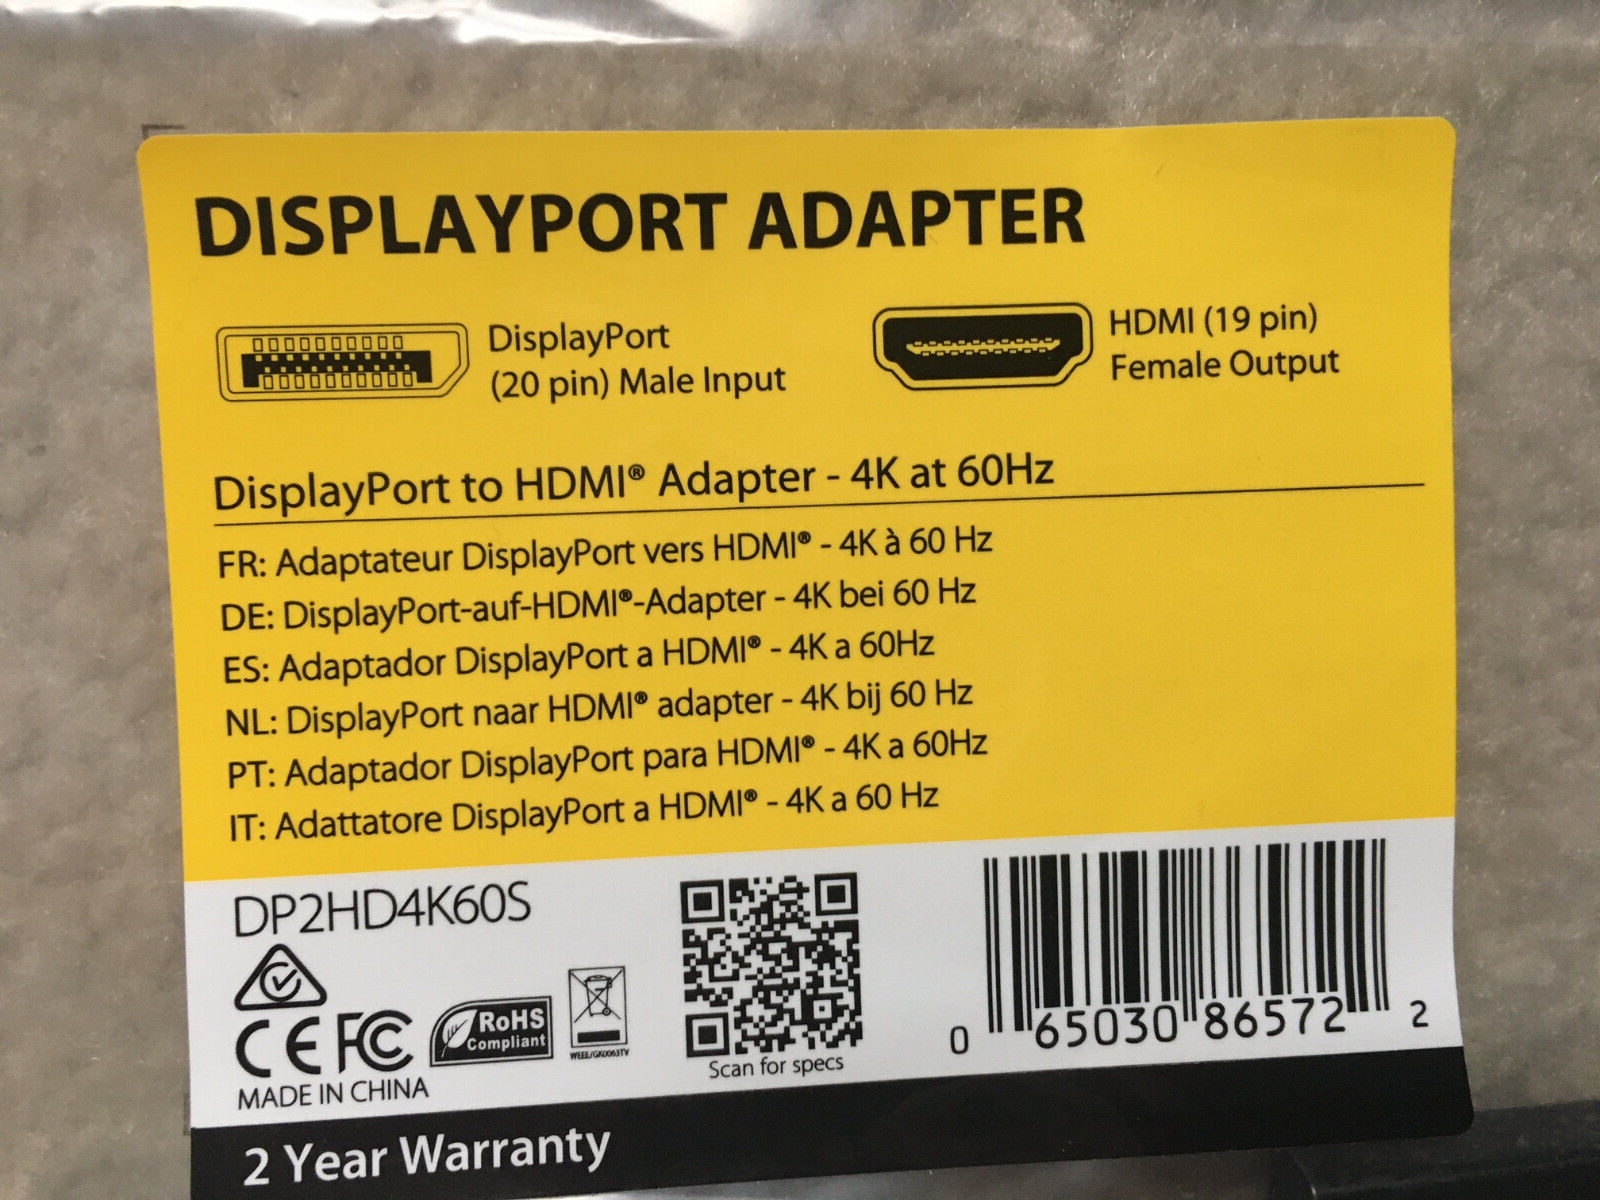 DISPLAYPORT ADAPTER
DisplayPort
(20 pin) Male Input
HDMI (19 pin)
Female Output
DisplayPort to HDMI® Adapter - 4K at 60Hz
FR: Adaptateur DisplayPort vers HDMI® - 4K à 60 Hz
DE: DisplayPort-auf-HDMI®-Adapter - 4K bei 60 Hz
ES: Adaptador DisplayPort a HDMI® - 4K a 60Hz
NL: DisplayPort naar HDMI® adapter - 4K bij 60 Hz
PT: Adaptador DisplayPort para HDMI® - 4K a 60Hz
IT: Adattatore DisplayPort a HDMI® - 4K a 60 Hz
DP2HD4K60S
CE FC
RoHS
Compliant
WEEE/GK0063TV
MADE IN CHINA
Scan for specs
0 65030 86572 2
2 Year Warranty